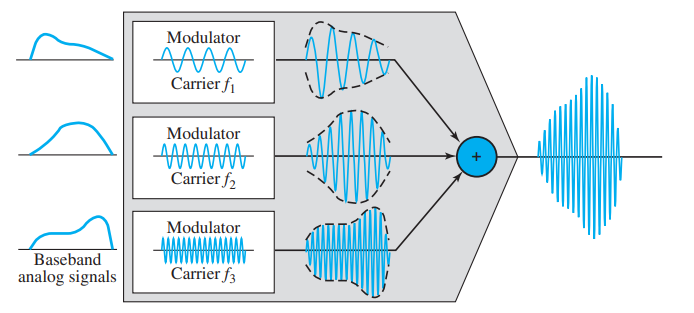 Modulator
Carrier f₁
Modulator
Carrier f₂
+
Modulator
Carrier f₃
Baseband
analog signals